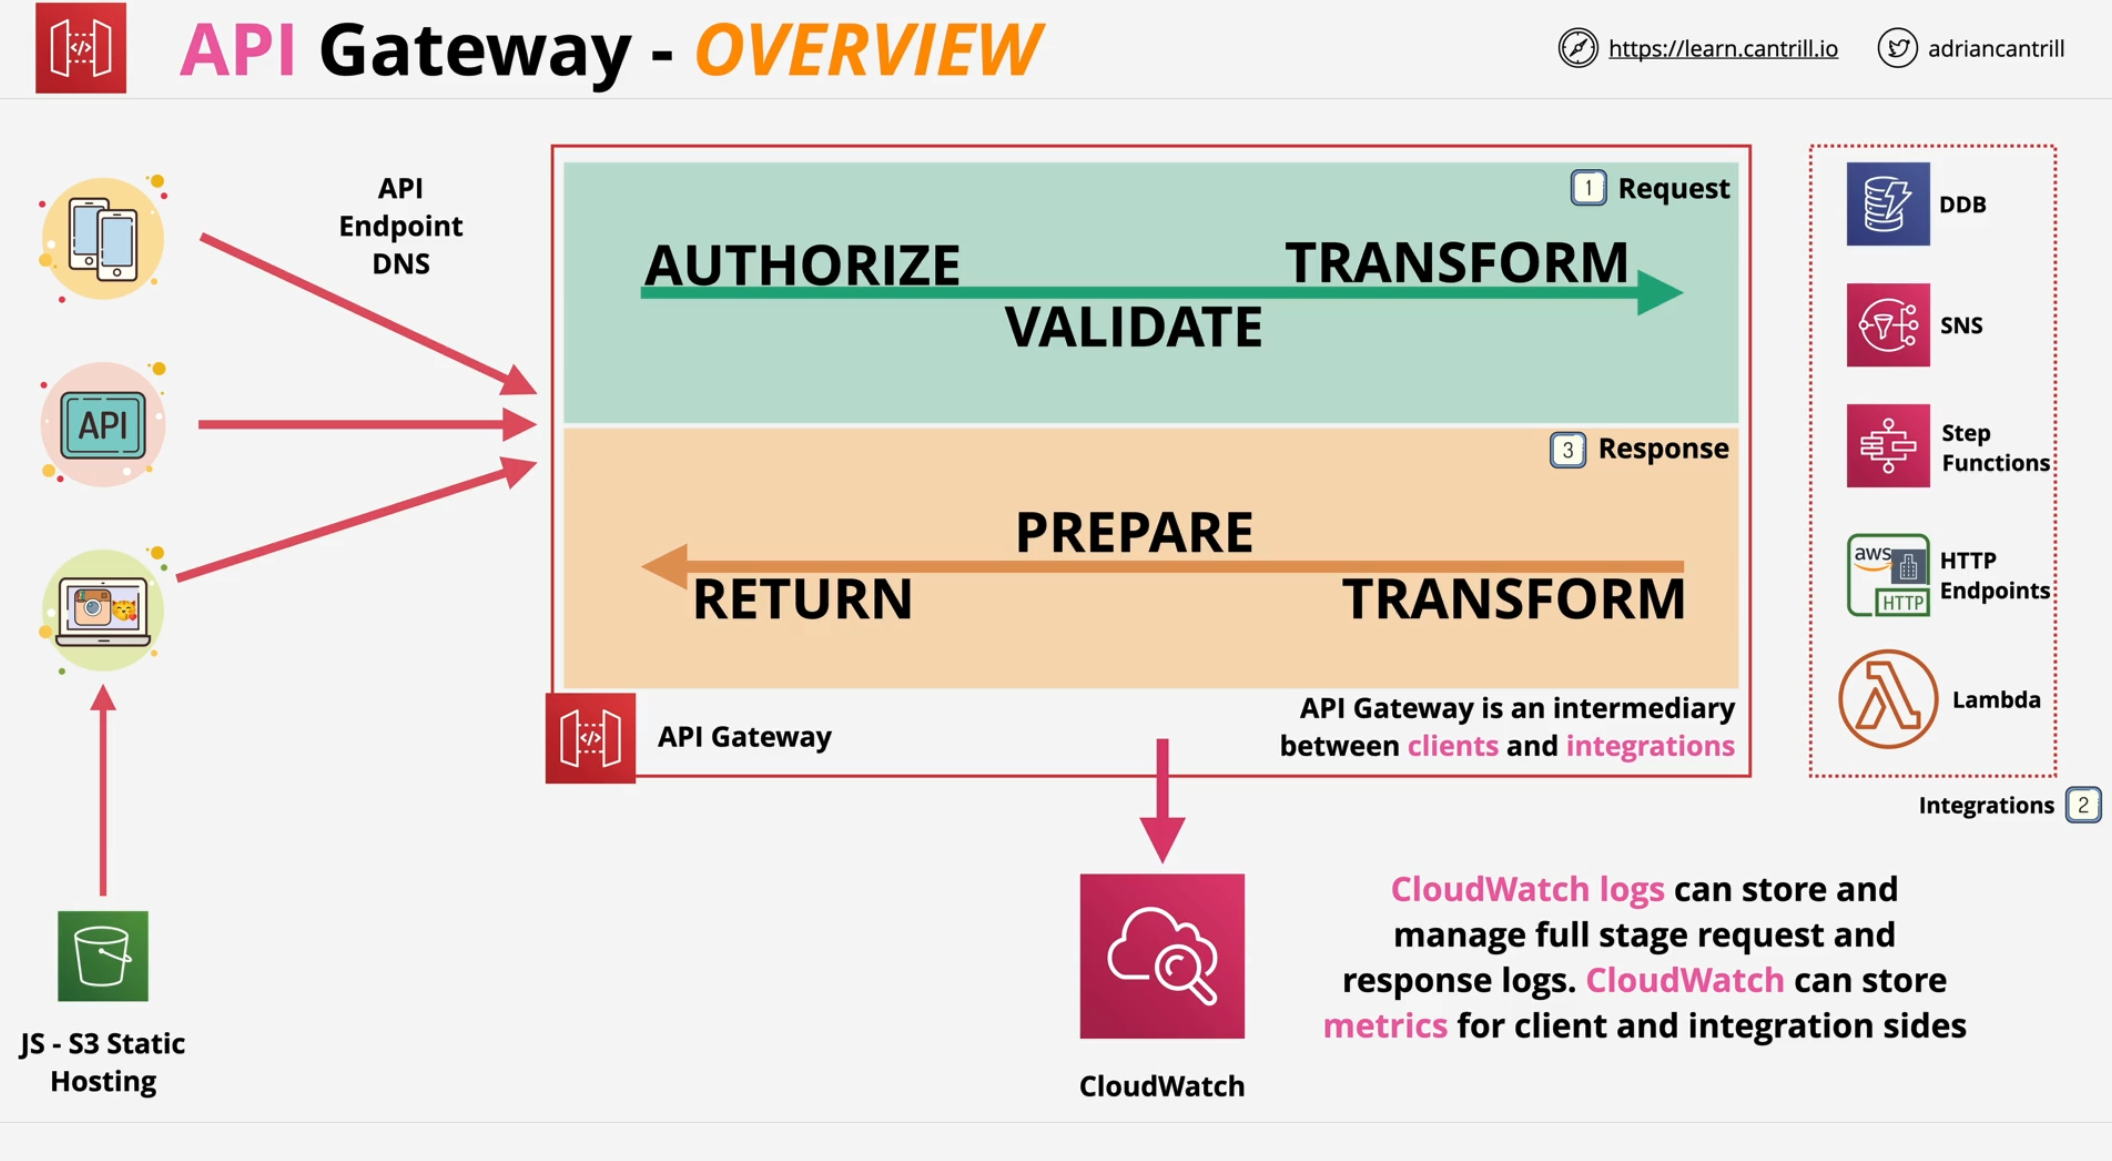 API Gateway - OVERVIEW
https://learn.cantrill.io
adriancantrill
API
Endpoint
DNS
API
JS - S3 Static
Hosting
1 Request
AUTHORIZE
TRANSFORM
VALIDATE
3 Response
PREPARE
RETURN
TRANSFORM
</> API Gateway
API Gateway is an intermediary
between clients and integrations
DDB
SNS
Step
Functions
aws
HTTP
HTTP
Endpoints
Lambda
Integrations 2
CloudWatch
CloudWatch logs can store and
manage full stage request and
response logs. CloudWatch can store
metrics for client and integration sides